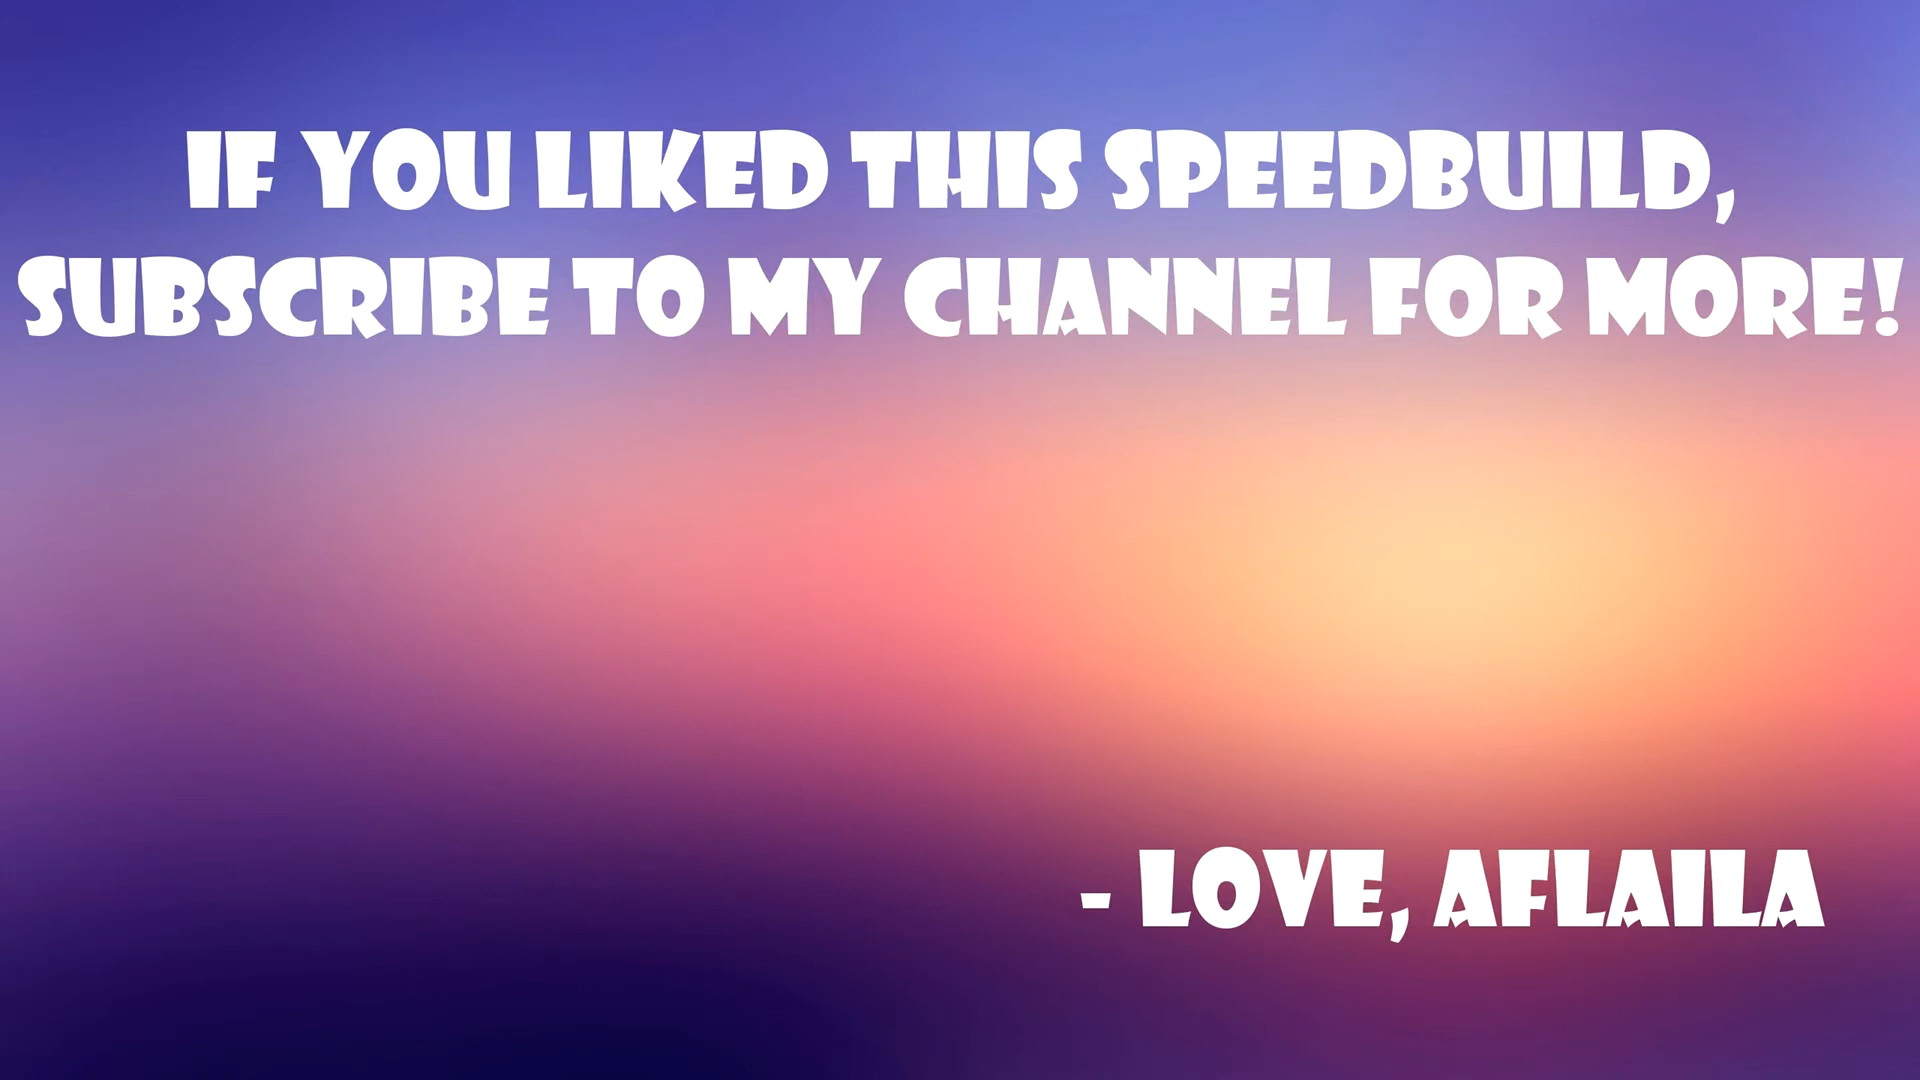 IF YOU LIKED THIS SPEEDBUILD,
SUBSCRIBE TO MY CHANNEL FOR MORE!
- LOVE, AFLAILA